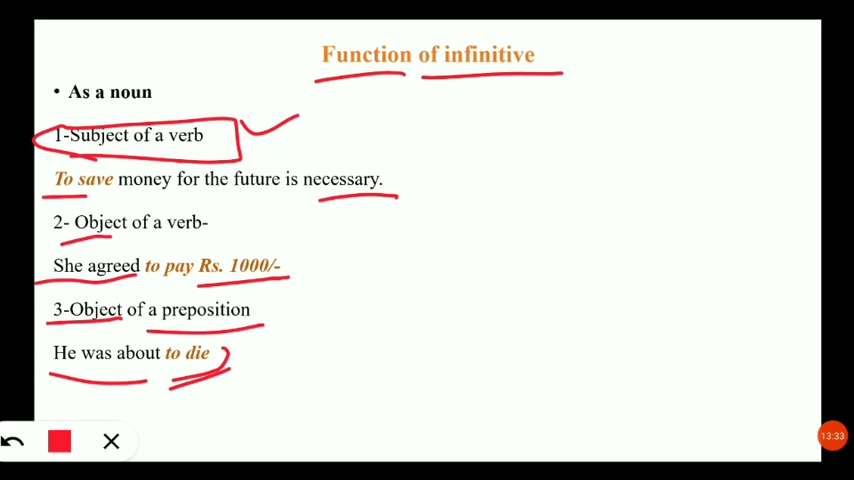 Function of infinitive
• As a noun
1-Subject of a verb
To save money for the future is necessary.
2- Object of a verb-
She agreed to pay Rs. 1000/-
3-Object of a preposition
He was about to die
13:33